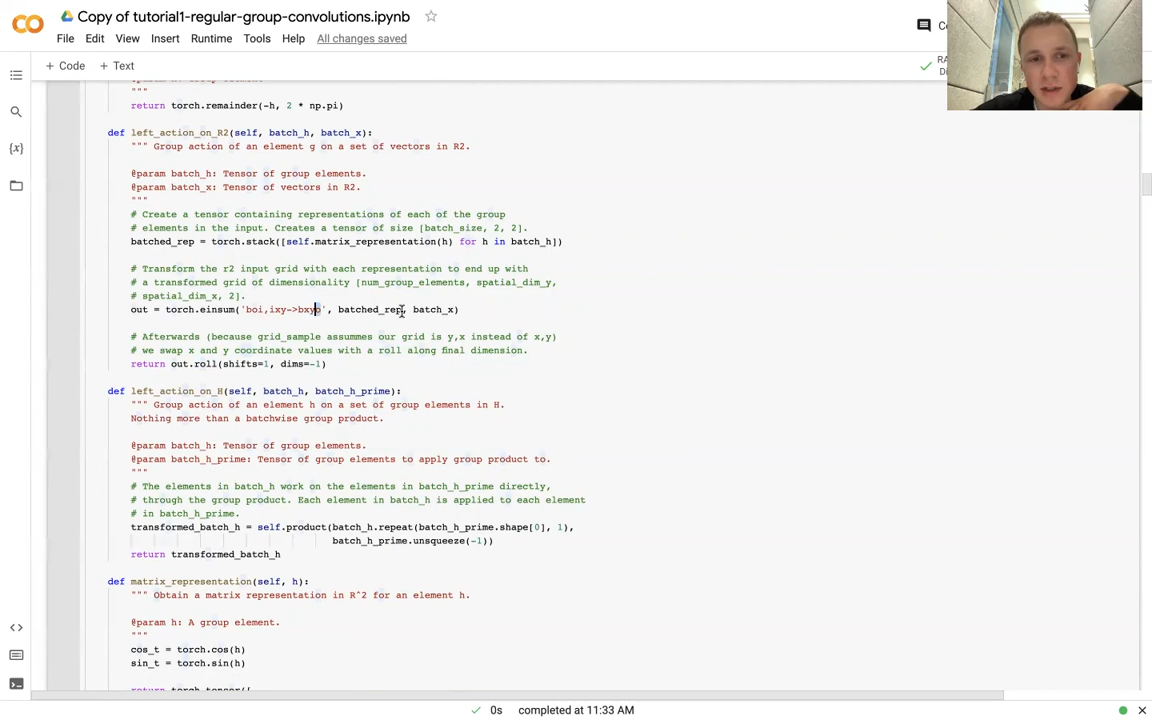 Copy of tutorial1-regular-group-convolutions.ipynb
File Edit View Insert Runtime Tools Help All changes saved
+ Code + Text
"""
return torch.remainder(-h, 2 * np.pi)
def left_action_on_R2(self, batch_h, batch_x):
""" Group action of an element g on a set of vectors in R2.
@param batch_h: Tensor of group elements.
@param batch_x: Tensor of vectors in R2.
"""
# Create a tensor containing representations of each of the group
# elements in the input. Creates a tensor of size [batch_size, 2, 2].
batched_rep = torch.stack([self.matrix_representation(h) for h in batch_h])
# Transform the r2 input grid with each representation to end up with
# a transformed grid of dimensionality [num_group_elements, spatial_dim_y,
# spatial_dim_x, 2].
out = torch.einsum('boi,ixy->bxyo', batched_rep, batch_x)
# Afterwards (because grid_sample assummes our grid is y,x instead of x,y)
# we swap x and y coordinate values with a roll along final dimension.
return out.roll(shifts=1, dims=-1)
def left_action_on_H(self, batch_h, batch_h_prime):
""" Group action of an element h on a set of group elements in H.
Nothing more than a batchwise group product.
@param batch_h: Tensor of group elements.
@param batch_h_prime: Tensor of group elements to apply group product to.
"""
# The elements in batch_h work on the elements in batch_h_prime directly,
# through the group product. Each element in batch_h is applied to each element
# in batch_h_prime.
transformed_batch_h = self.product(batch_h.repeat(batch_h_prime.shape[0], 1),
batch_h_prime.unsqueeze(-1))
return transformed_batch_h
def matrix_representation(self, h):
""" Obtain a matrix representation in R^2 for an element h.
@param h: A group element.
"""
cos_t = torch.cos(h)
sin_t = torch.sin(h)
return torch.tensor([
0s completed at 11:33 AM